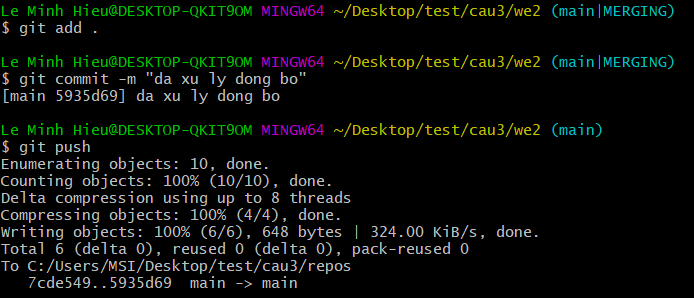 Le Minh Hieu@DESKTOP-QKIT9OM MINGW64 ~/Desktop/test/cau3/we2 (main|MERGING)
$ git add .
Le Minh Hieu@DESKTOP-QKIT9OM MINGW64 ~/Desktop/test/cau3/we2 (main|MERGING)
$ git commit -m "da xu ly dong bo"
[main 5935d69] da xu ly dong bo
Le Minh Hieu@DESKTOP-QKIT9OM MINGW64 ~/Desktop/test/cau3/we2 (main)
$ git push
Enumerating objects: 10, done.
Counting objects: 100% (10/10), done.
Delta compression using up to 8 threads
Compressing objects: 100% (4/4), done.
Writing objects: 100% (6/6), 648 bytes | 324.00 KiB/s, done.
Total 6 (delta 0), reused 0 (delta 0), pack-reused 0
To C:/Users/MSI/Desktop/test/cau3/repos
   7cde549..5935d69  main -> main